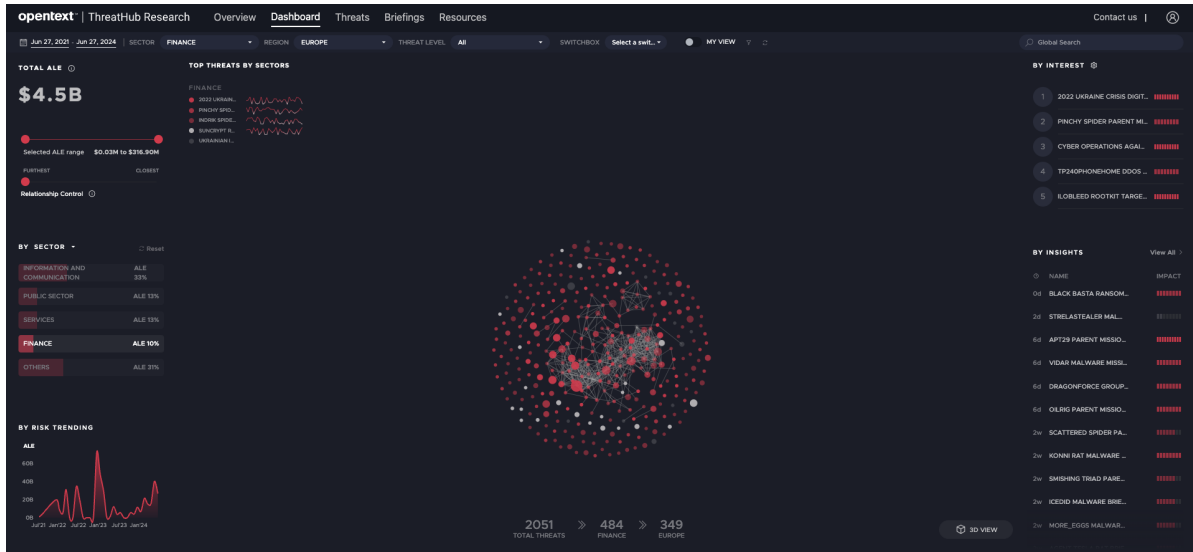 opentext™ | ThreatHub Research
Overview
Dashboard
Threats
Briefings
Resources
Contact us |
Jun 27, 2021 - Jun 27, 2024
SECTOR FINANCE
REGION EUROPE
THREAT LEVEL All
SWITCHBOX Select a swit...
MY VIEW
Global Search
TOTAL ALE
$4.5B
Selected ALE range $0.03M to $316.90M
FURTHEST CLOSEST
Relationship Control
BY SECTOR
Reset
INFORMATION AND COMMUNICATION ALE 33%
PUBLIC SECTOR ALE 13%
SERVICES ALE 13%
FINANCE ALE 10%
OTHERS ALE 31%
BY RISK TRENDING
ALE
60B
40B
20B
0B
Jul'21 Jan'22 Jul'22 Jan'23 Jul'23 Jan'24
TOP THREATS BY SECTORS
FINANCE
2022 UKRAIN...
PINCHY SPID...
INDRIK SPIDE...
SUNCRYPT R...
UKRAINIAN I...
2051 TOTAL THREATS
484 FINANCE
349 EUROPE
3D VIEW
BY INTEREST
1 2022 UKRAINE CRISIS DIGIT...
2 PINCHY SPIDER PARENT MI...
3 CYBER OPERATIONS AGAI...
4 TP240PHONEHOME DDOS ...
5 ILOBLEED ROOTKIT TARGE...
BY INSIGHTS
View All
NAME IMPACT
0d BLACK BASTA RANSOM...
2d STRELASTEALER MAL...
6d APT29 PARENT MISSIO...
6d VIDAR MALWARE MISSI...
6d DRAGONFORCE GROUP...
6d OILRIG PARENT MISSIO...
2w SCATTERED SPIDER PA...
2w KONNI RAT MALWARE ...
2w SMISHING TRIAD PARE...
2w ICEDID MALWARE BRIE...
2w MORE_EGGS MALWAR...